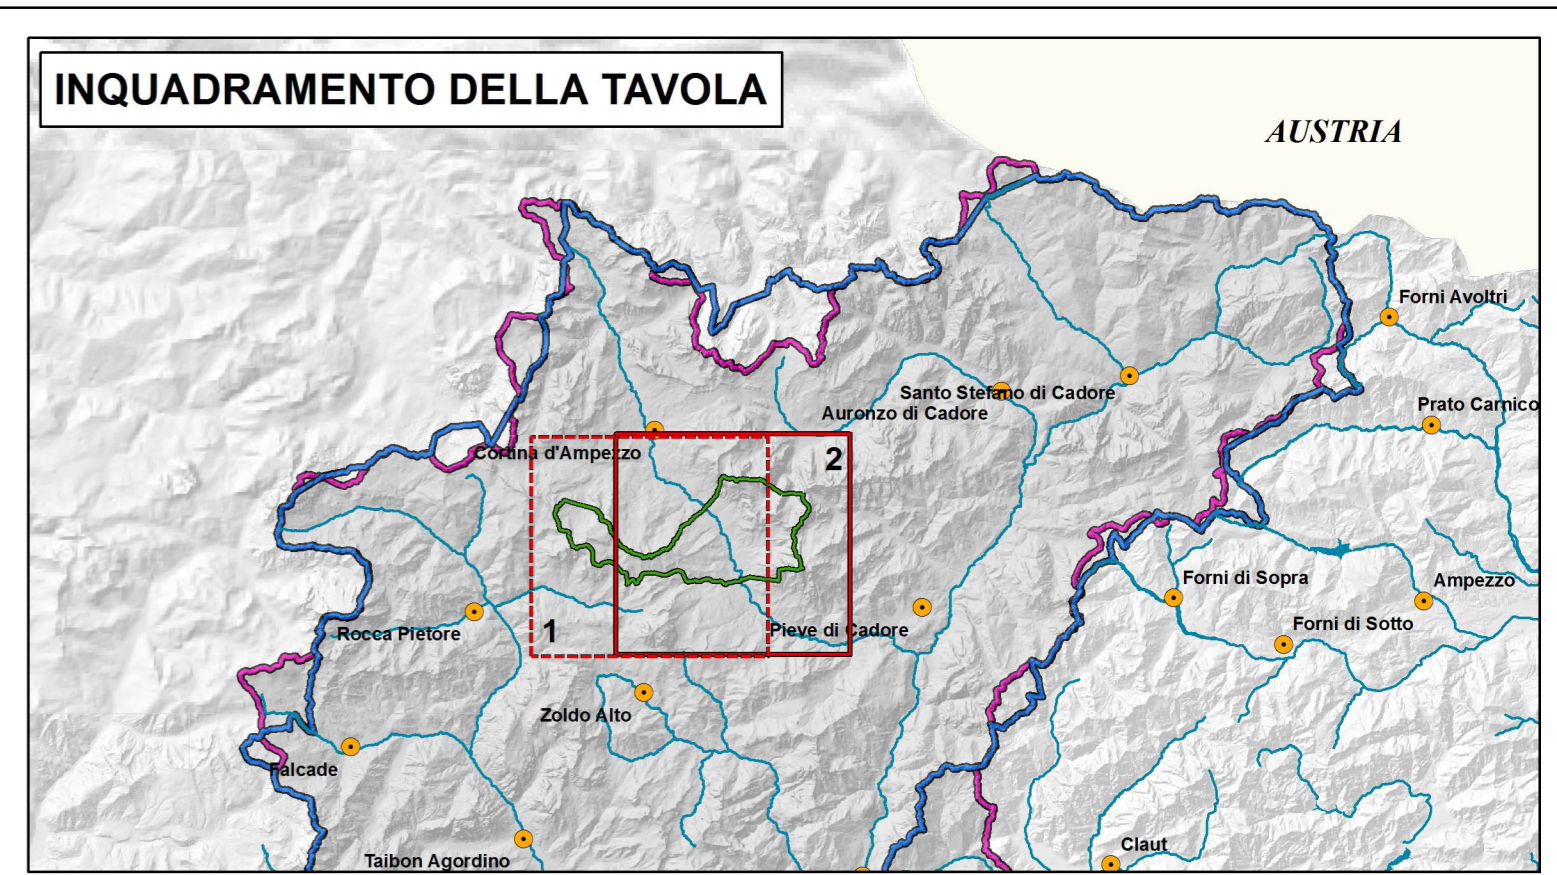 INQUADRAMENTO DELLA TAVOLA
AUSTRIA
Forni Avoltri
Santo Stefano di Cadore
Auronzo di Cadore
Prato Carnico
Cortina d'Ampezzo
2
Forni di Sopra
Ampezzo
1
Rocca Pietore
Pieve di Cadore
Forni di Sotto
Zoldo Alto
Falcade
Claut
Taibon Agordino